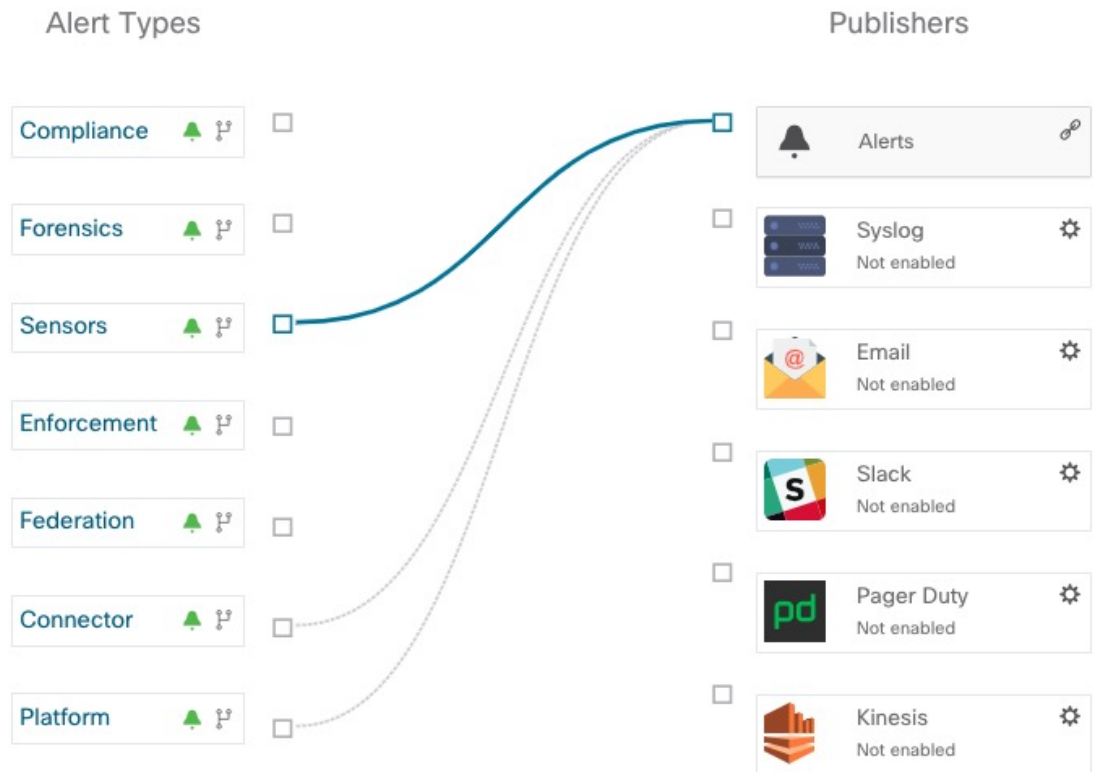 Alert Types
Publishers
Compliance
Forensics
Sensors
Enforcement
Federation
Connector
Platform
Alerts
Syslog
Not enabled
@
Email
Not enabled
S
Slack
Not enabled
pd
Pager Duty
Not enabled
Kinesis
Not enabled